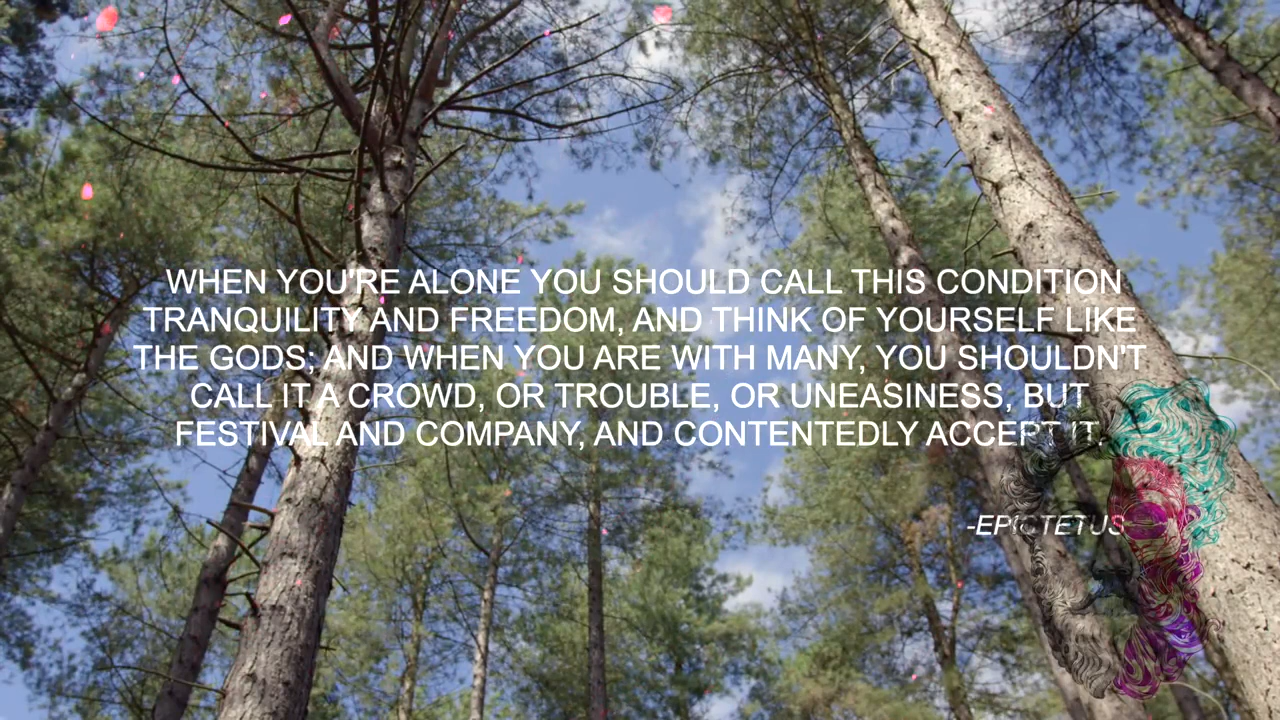 WHEN YOU'RE ALONE YOU SHOULD CALL THIS CONDITION
TRANQUILITY AND FREEDOM, AND THINK OF YOURSELF LIKE
THE GODS; AND WHEN YOU ARE WITH MANY, YOU SHOULDN'T
CALL IT A CROWD, OR TROUBLE, OR UNEASINESS, BUT
FESTIVAL AND COMPANY, AND CONTENTEDLY ACCEPT IT.
-EPICTETUS